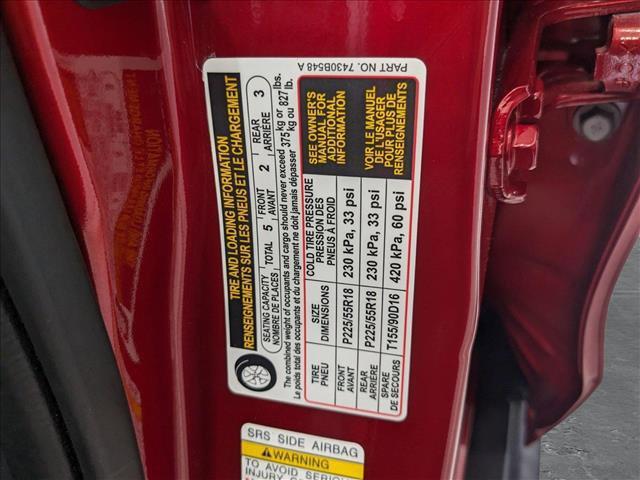 PART NO. 7430B548 A
TIRE AND LOADING INFORMATION
RENSEIGNEMENTS SUR LES PNEUS ET LE CHARGEMENT
SEATING CAPACITY TOTAL 5 FRONT 2 REAR 3
NOMBRE DE PLACES AVANT ARRIÈRE
The combined weight of occupants and cargo should never exceed 375 kg or 827 lbs.
Le poids total des occupants et du chargement ne doit jamais dépasser kg ou lb.
TIRE SIZE COLD TIRE PRESSURE
PNEU DIMENSIONS PRESSION DES PNEUS À FROID
FRONT AVANT P225/55R18 230 kPa, 33 psi
REAR ARRIÈRE P225/55R18 230 kPa, 33 psi
SPARE DE SECOURS T155/90D16 420 kPa, 60 psi
SEE OWNER'S
MANUAL FOR
ADDITIONAL
INFORMATION
VOIR LE MANUEL
DE L'USAGER
POUR PLUS DE
RENSEIGNEMENTS
SRS SIDE AIRBAG
WARNING
TO AVOID SERIOUS